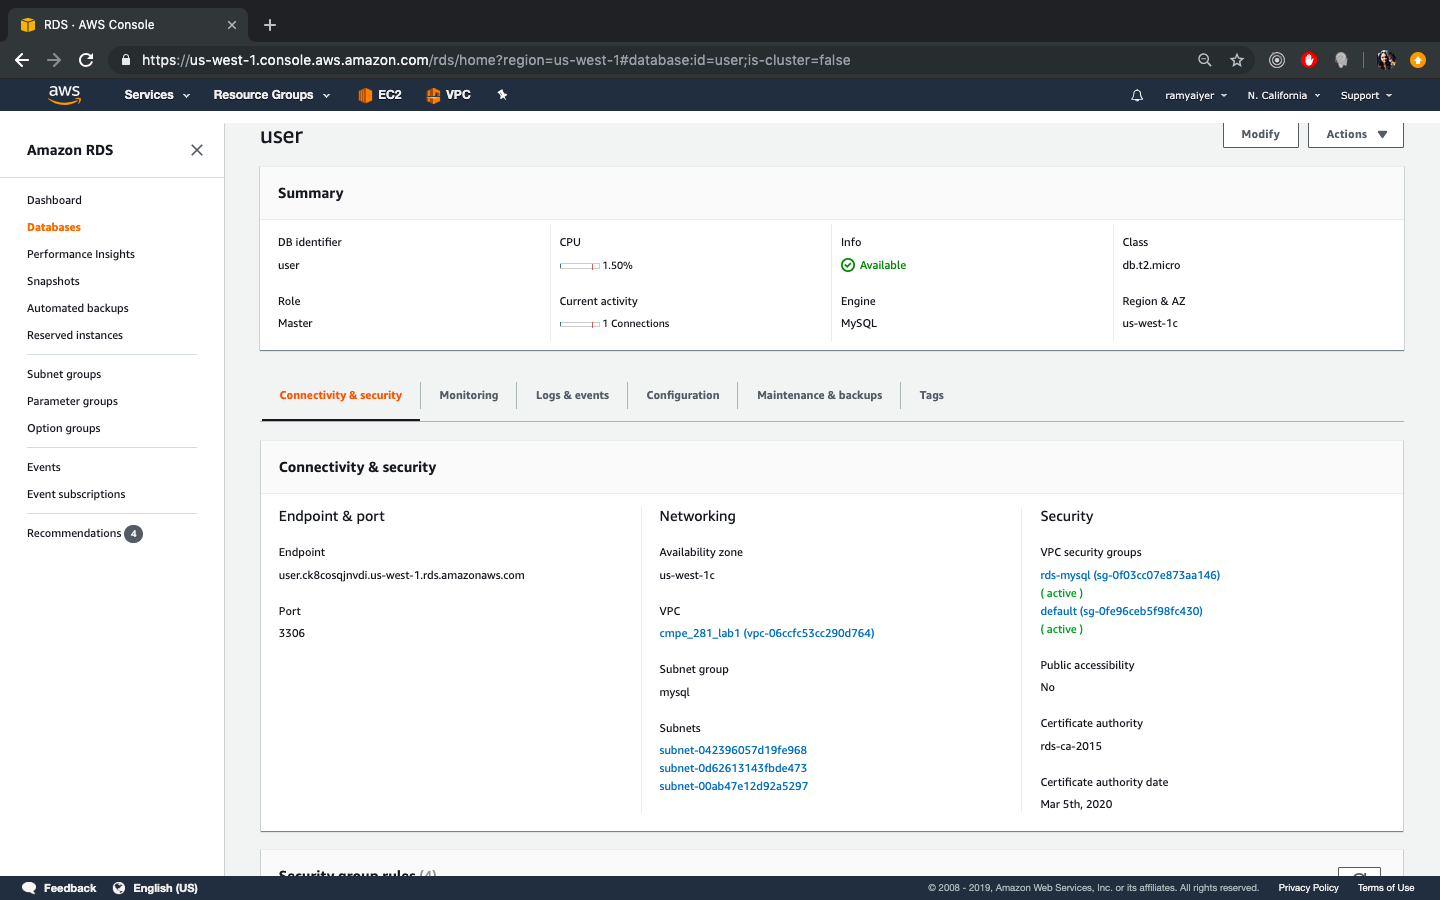 RDS · AWS Console
https://us-west-1.console.aws.amazon.com/rds/home?region=us-west-1#database:id=user;is-cluster=false
aws Services Resource Groups EC2 VPC ramyaiyer N. California Support
Amazon RDS
Dashboard
Databases
Performance Insights
Snapshots
Automated backups
Reserved instances
Subnet groups
Parameter groups
Option groups
Events
Event subscriptions
Recommendations 4
user
Modify
Actions
Summary
DB identifier
user
Role
Master
CPU
1.50%
Current activity
1 Connections
Info
Available
Engine
MySQL
Class
db.t2.micro
Region & AZ
us-west-1c
Connectivity & security Monitoring Logs & events Configuration Maintenance & backups Tags
Connectivity & security
Endpoint & port
Endpoint
user.ck8cosqjnvdi.us-west-1.rds.amazonaws.com
Port
3306
Networking
Availability zone
us-west-1c
VPC
cmpe_281_lab1 (vpc-06ccfc53cc290d764)
Subnet group
mysql
Subnets
subnet-042396057d19fe968
subnet-0d62613143fbde473
subnet-00ab47e12d92a5297
Security
VPC security groups
rds-mysql (sg-0f03cc07e873aa146)
( active )
default (sg-0fe96ceb5f98fc430)
( active )
Public accessibility
No
Certificate authority
rds-ca-2015
Certificate authority date
Mar 5th, 2020
Security group rules (4)
Feedback English (US) © 2008 - 2019, Amazon Web Services, Inc. or its affiliates. All rights reserved. Privacy Policy Terms of Use